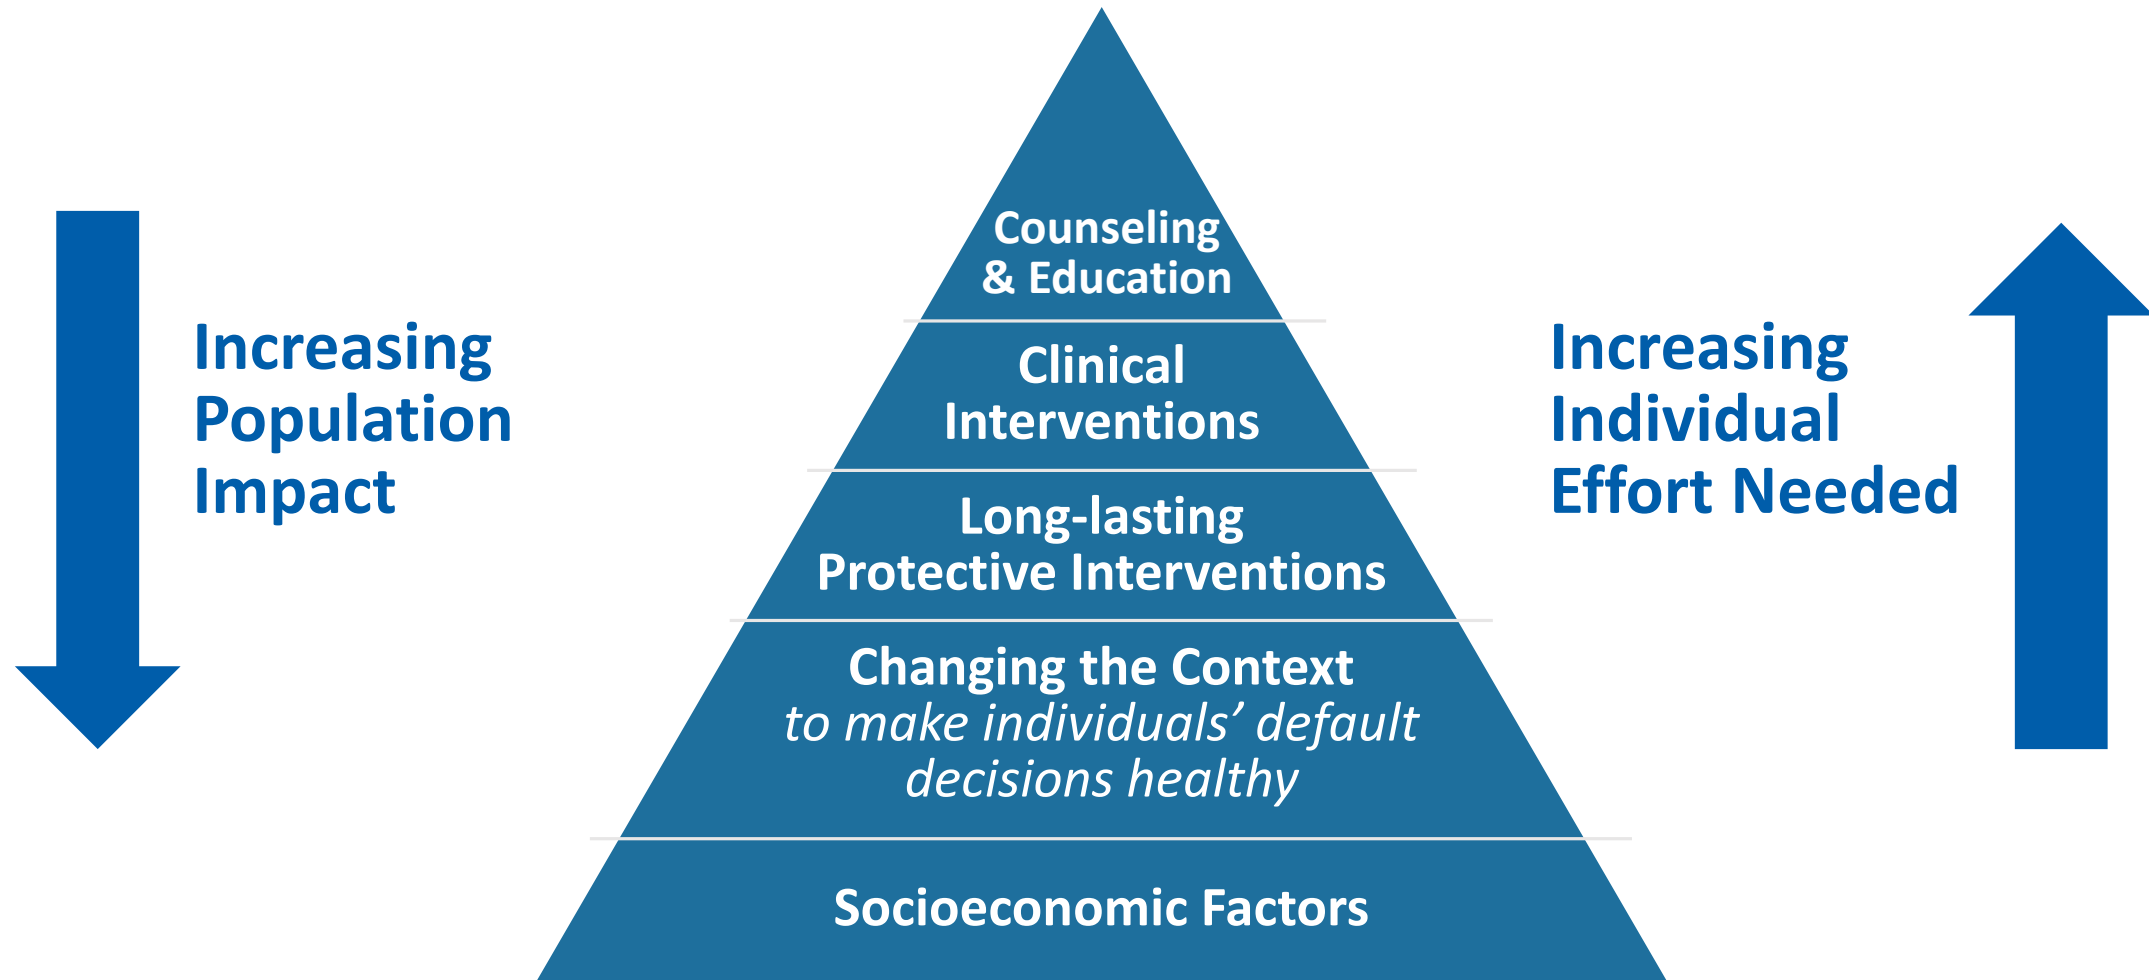 Counseling
& Education
Increasing
Population
Impact
Clinical
Interventions
Long-lasting
Protective Interventions
Increasing
Individual
Effort Needed
Changing the Context
to make individuals’ default
decisions healthy
Socioeconomic Factors